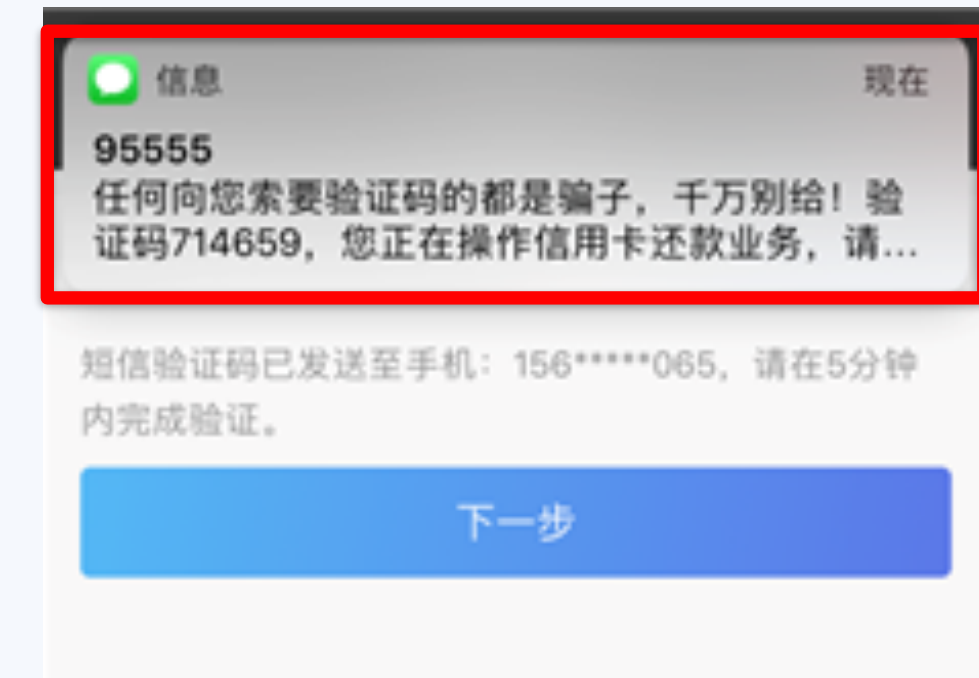 信息 现在
95555
任何向您索要验证码的都是骗子，千万别给！验
证码714659，您正在操作信用卡还款业务，请...
短信验证码已发送至手机：156*****065，请在5分钟
内完成验证。
下一步